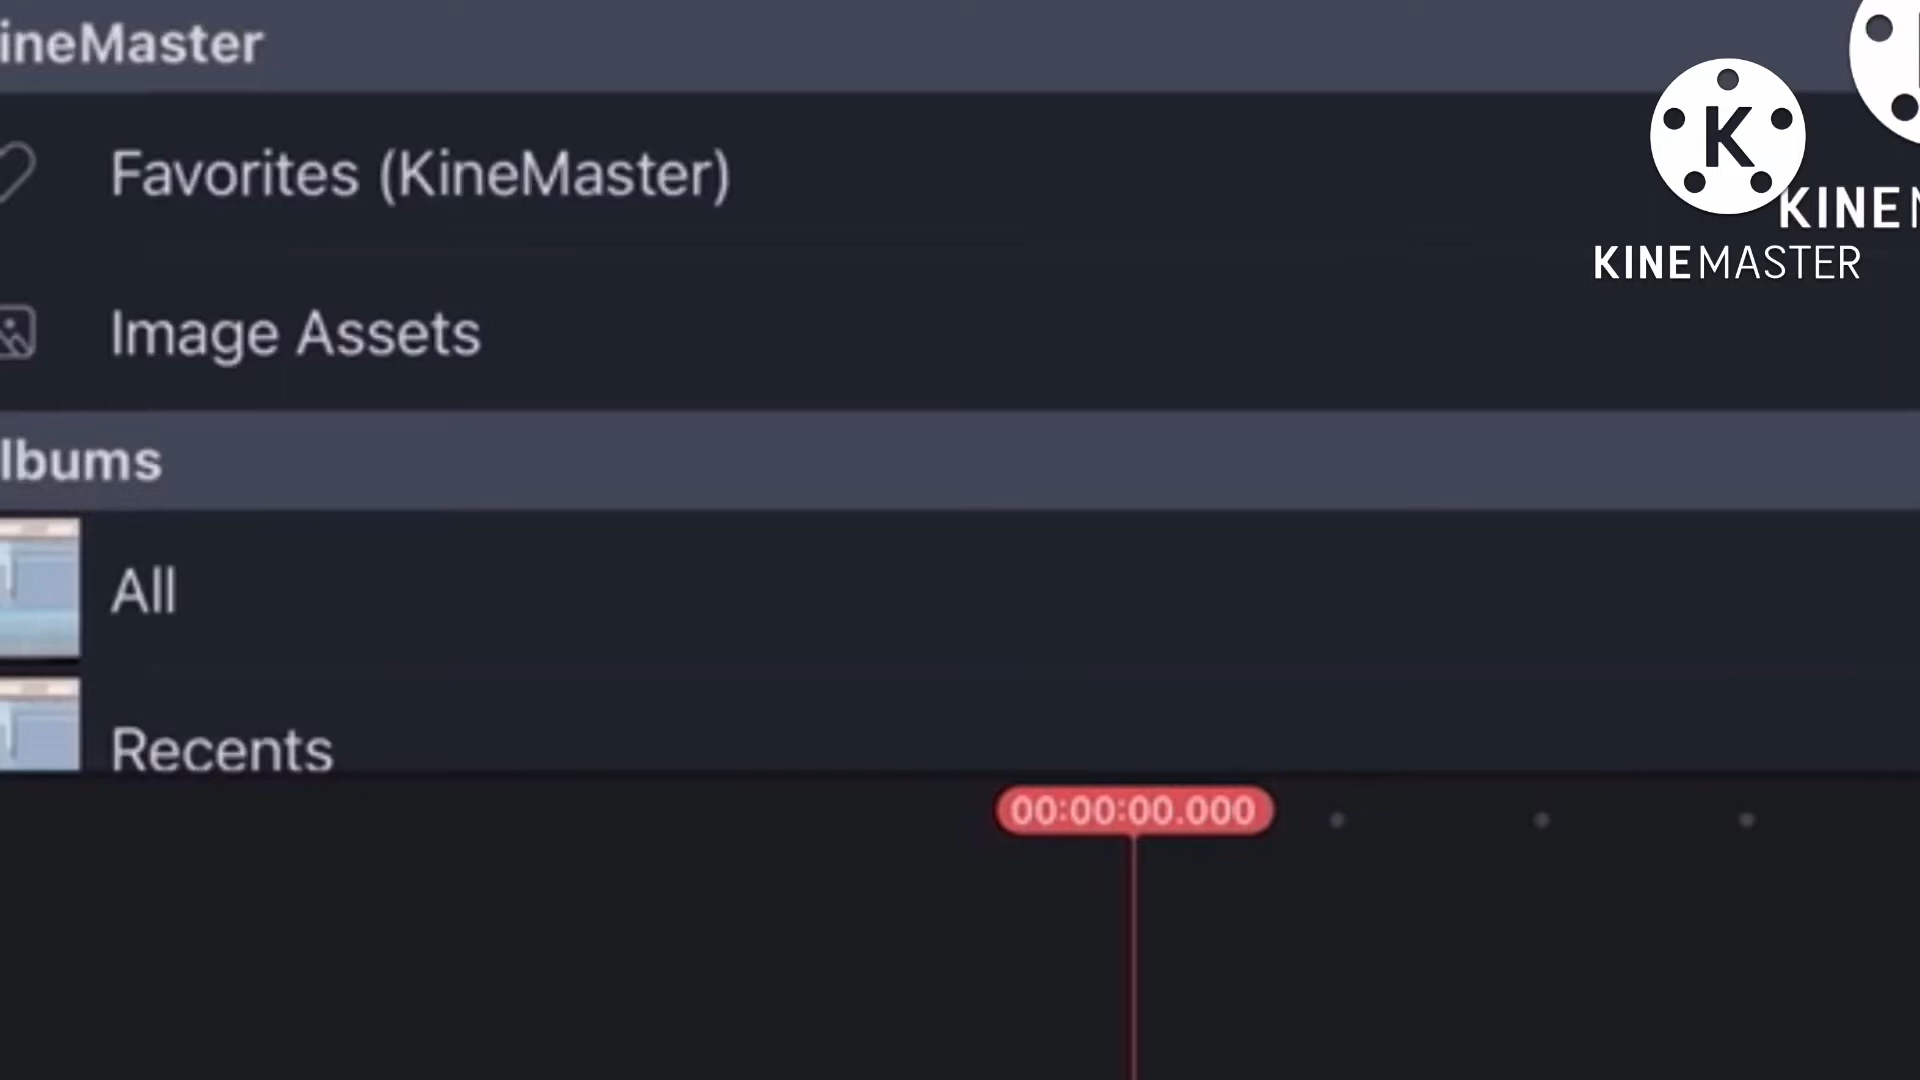 ineMaster
Favorites (KineMaster)
K
KINE
KINEMASTER
Image Assets
lbums
All
Recents
00:00:00.000